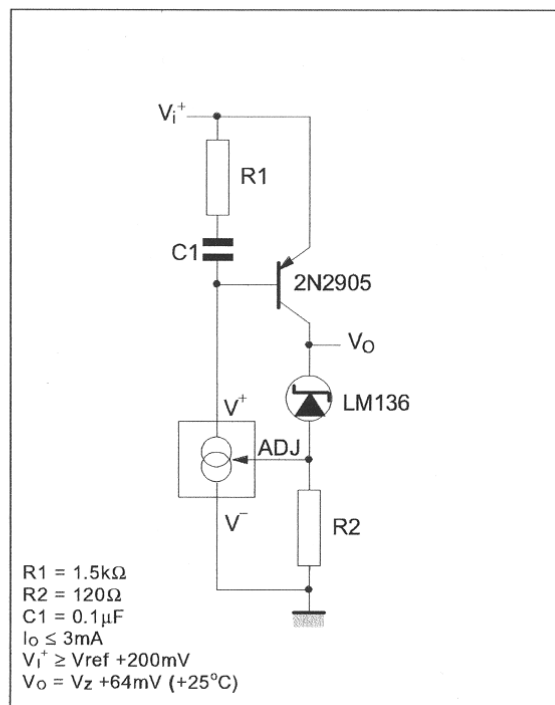 Vi+
R1
C1
2N2905
VO
V+
LM136
ADJ
V−
R2
R1 = 1.5kΩ
R2 = 120Ω
C1 = 0.1μF
IO ≤ 3mA
VI+ ≥ Vref +200mV
VO = VZ +64mV (+25°C)